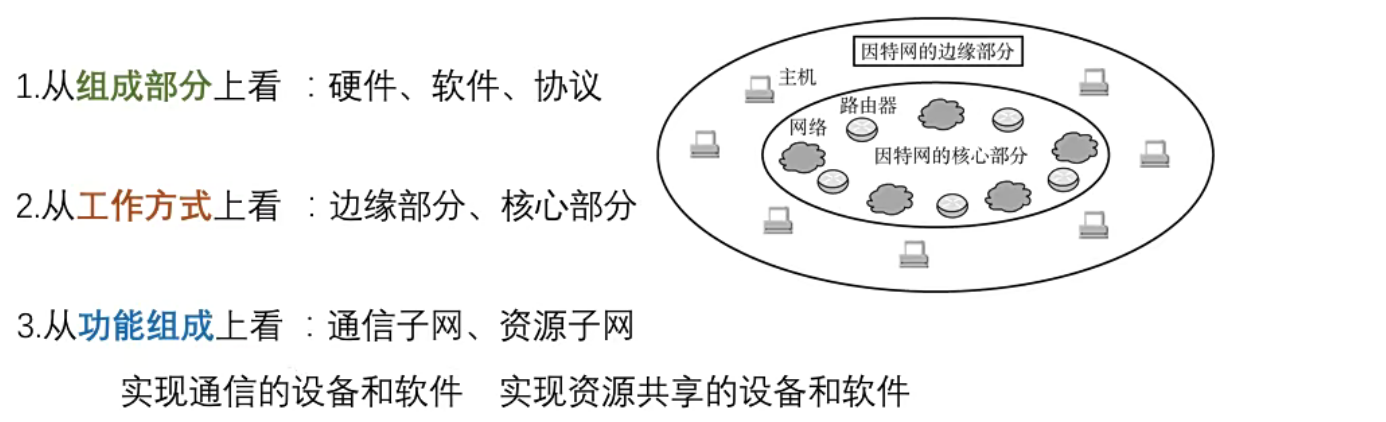 1.从组成部分上看 ：硬件、软件、协议
2.从工作方式上看 ：边缘部分、核心部分
3.从功能组成上看 ：通信子网、资源子网
实现通信的设备和软件 实现资源共享的设备和软件
因特网的边缘部分
主机
路由器
网络
因特网的核心部分